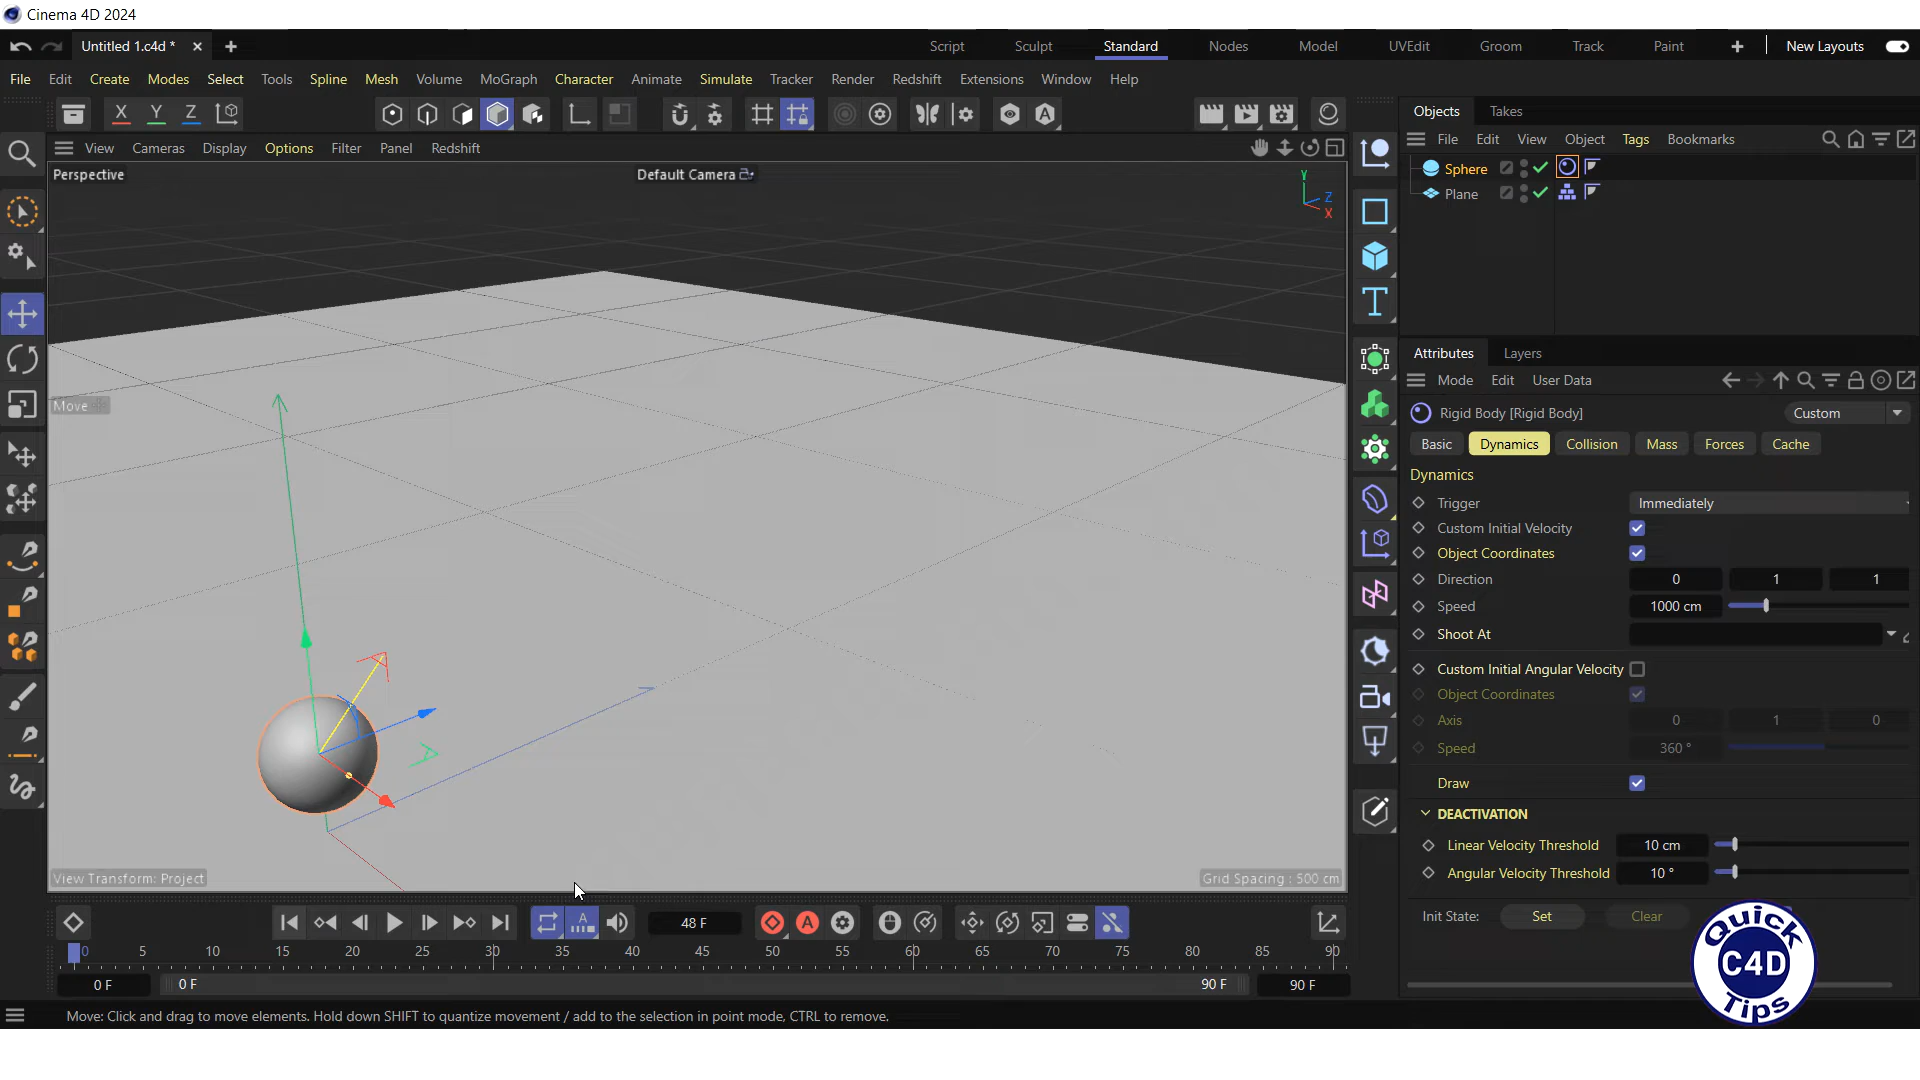 Cinema 4D 2024
Untitled 1.c4d *
Script Sculpt Standard Nodes Model UVEdit Groom Track Paint New Layouts
File Edit Create Modes Select Tools Spline Mesh Volume MoGraph Character Animate Simulate Tracker Render Redshift Extensions Window Help
X Y Z
Objects Takes
View Cameras Display Options Filter Panel Redshift
File Edit View Object Tags Bookmarks
Perspective
Default Camera
Y
Z
X
Sphere
Plane
Attributes Layers
Mode Edit User Data
Move
Rigid Body [Rigid Body]
Custom
Basic Dynamics Collision Mass Forces Cache
Dynamics
Trigger Immediately
Custom Initial Velocity
Object Coordinates
Direction 0 1 1
Speed 1000 cm
Shoot At
Custom Initial Angular Velocity
Object Coordinates
Axis 0 1 0
Speed 360 °
Draw
DEACTIVATION
Linear Velocity Threshold 10 cm
Angular Velocity Threshold 10 °
Init State: Set Clear
View Transform: Project
Grid Spacing : 500 cm
48 F
0 5 10 15 20 25 30 35 40 45 50 55 60 65 70 75 80 85 90
0 F 0 F 90 F 90 F
Quick
C4D
Tips
Move: Click and drag to move elements. Hold down SHIFT to quantize movement / add to the selection in point mode, CTRL to remove.